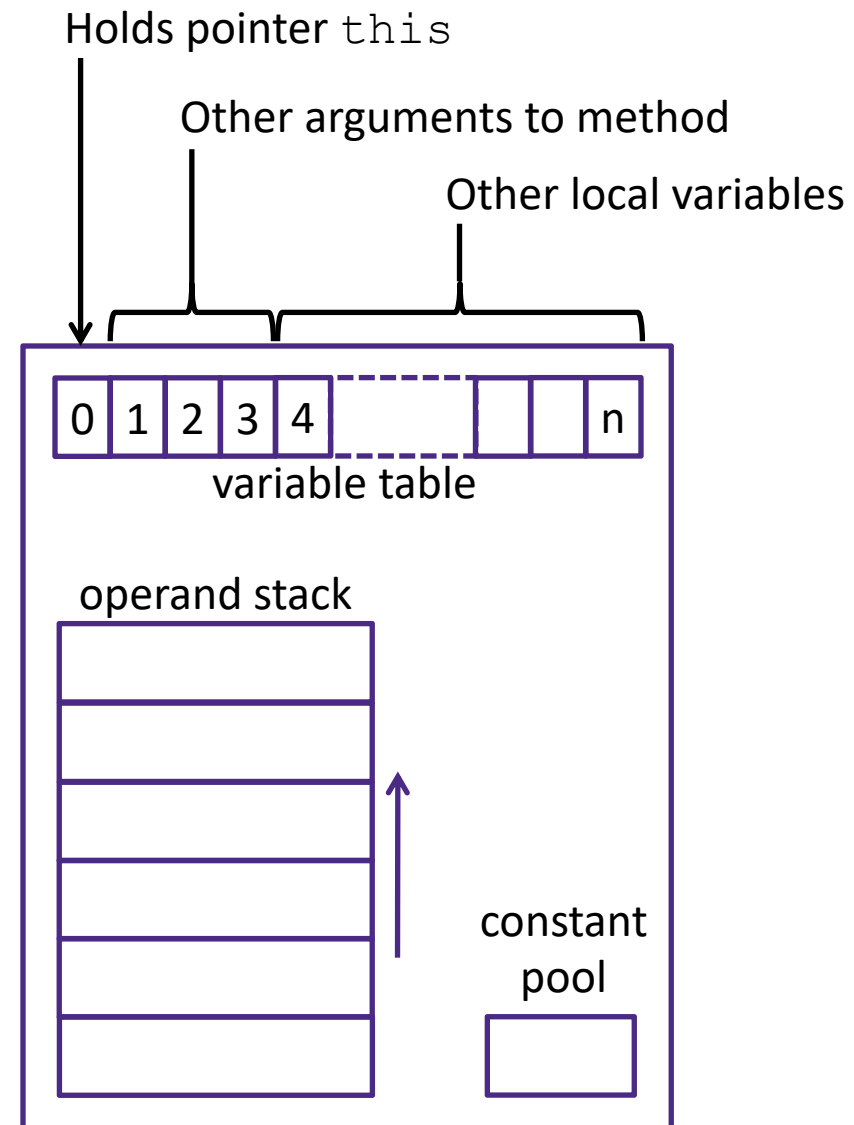 Holds pointer this
Other arguments to method
Other local variables
0 1 2 3 4 n
variable table
operand stack
constant
pool